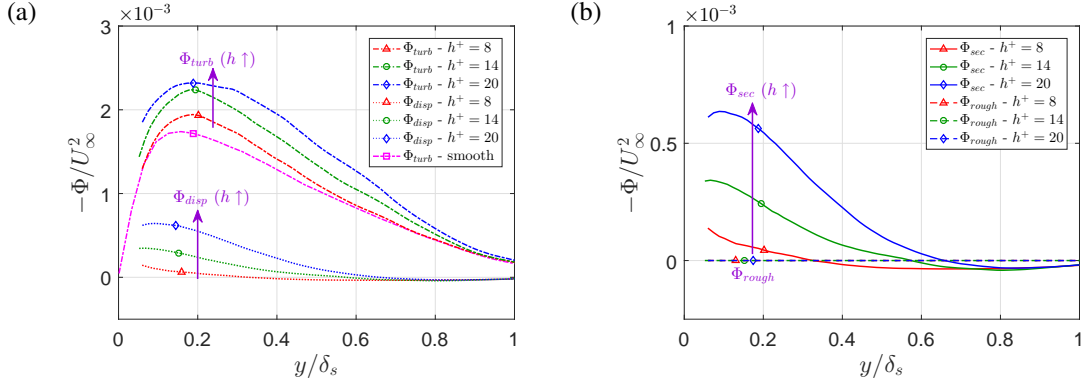 (a)
×10⁻³
3
2
1
0
0
0.2
0.4
0.6
0.8
1
−Φ/U²∞
y/δₛ
Φturb (h ↑)
Φdisp (h ↑)
Φturb - h⁺ = 8
Φturb - h⁺ = 14
Φturb - h⁺ = 20
Φdisp - h⁺ = 8
Φdisp - h⁺ = 14
Φdisp - h⁺ = 20
Φturb - smooth
(b)
×10⁻³
1
0.5
0
0
0.2
0.4
0.6
0.8
1
−Φ/U²∞
y/δₛ
Φsec (h ↑)
Φrough
Φsec - h⁺ = 8
Φsec - h⁺ = 14
Φsec - h⁺ = 20
Φrough - h⁺ = 8
Φrough - h⁺ = 14
Φrough - h⁺ = 20